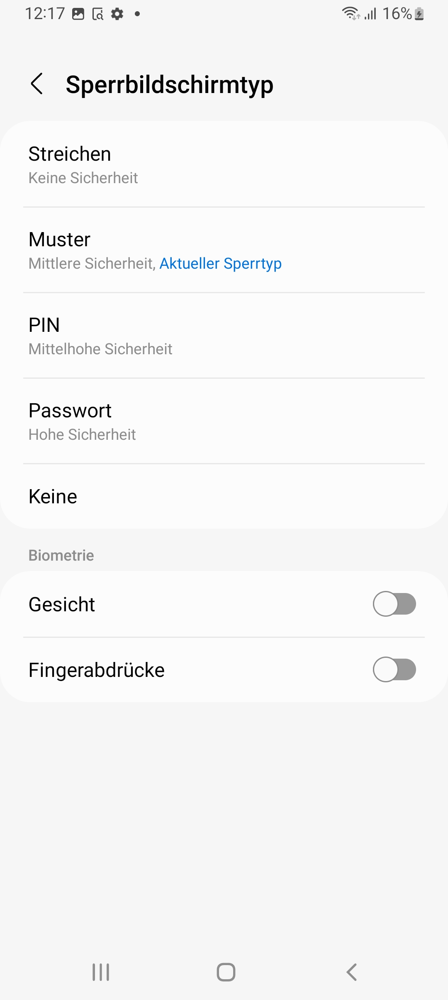 12:17
16%
Sperrbildschirmtyp
Streichen
Keine Sicherheit
Muster
Mittlere Sicherheit, Aktueller Sperrtyp
PIN
Mittelhohe Sicherheit
Passwort
Hohe Sicherheit
Keine
Biometrie
Gesicht
Fingerabdrücke